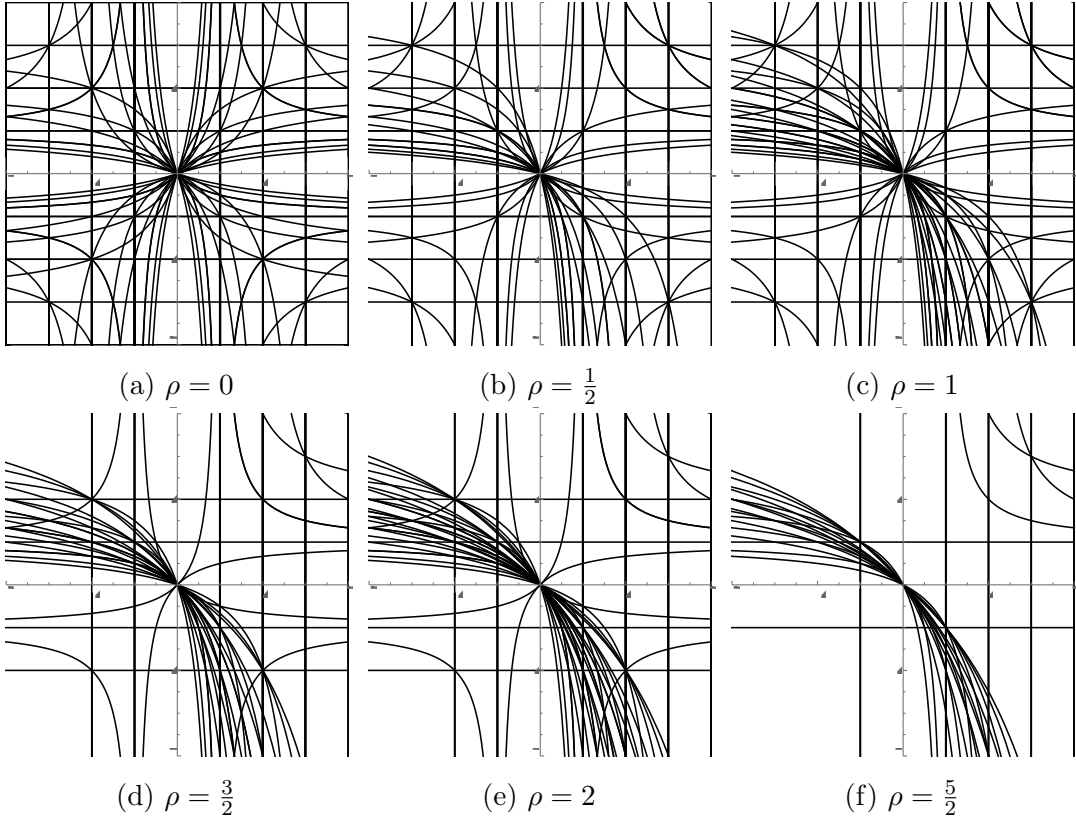 (a) ρ = 0
(b) ρ = 1/2
(c) ρ = 1
(d) ρ = 3/2
(e) ρ = 2
(f) ρ = 5/2